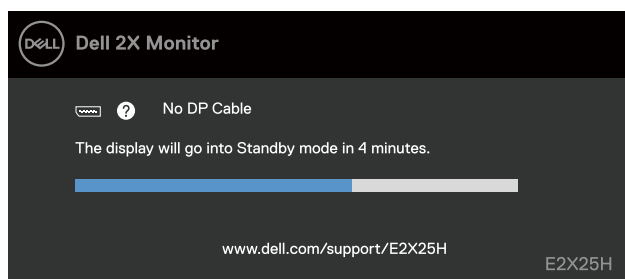 DELL Dell 2X Monitor
? No DP Cable
The display will go into Standby mode in 4 minutes.
www.dell.com/support/E2X25H
E2X25H